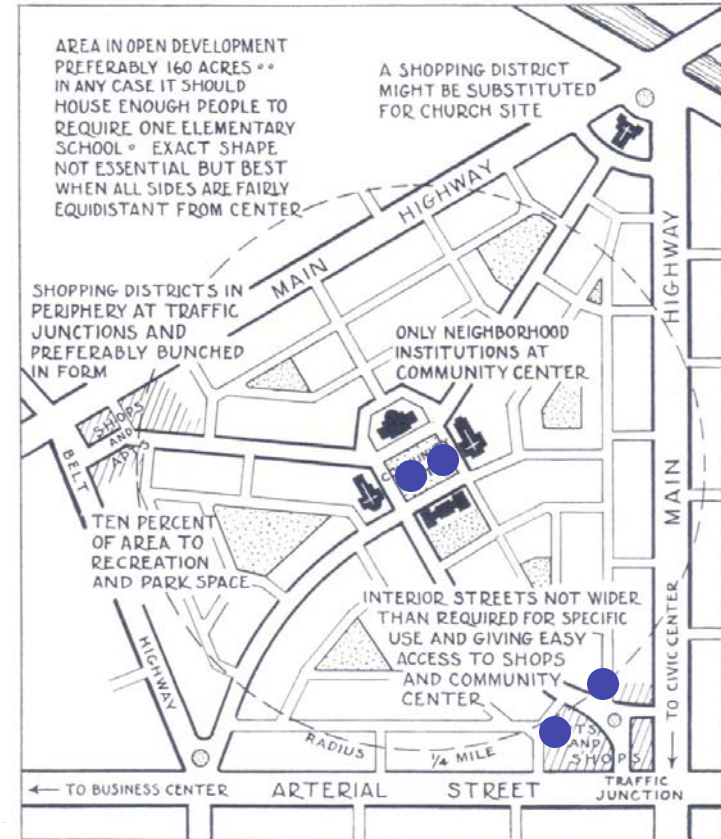 AREA IN OPEN DEVELOPMENT
PREFERABLY 160 ACRES
IN ANY CASE IT SHOULD
HOUSE ENOUGH PEOPLE TO
REQUIRE ONE ELEMENTARY
SCHOOL. EXACT SHAPE
NOT ESSENTIAL BUT BEST
WHEN ALL SIDES ARE FAIRLY
EQUIDISTANT FROM CENTER
A SHOPPING DISTRICT
MIGHT BE SUBSTITUTED
FOR CHURCH SITE
MAIN HIGHWAY
HIGHWAY
MAIN
SHOPPING DISTRICTS IN
PERIPHERY AT TRAFFIC
JUNCTIONS AND
PREFERABLY BUNCHED
IN FORM
ONLY NEIGHBORHOOD
INSTITUTIONS AT
COMMUNITY CENTER
SHOPS
AND
APTS
BELT
HIGHWAY
TEN PERCENT
OF AREA TO
RECREATION
AND PARK SPACE
INTERIOR STREETS NOT WIDER
THAN REQUIRED FOR SPECIFIC
USE AND GIVING EASY
ACCESS TO SHOPS
AND COMMUNITY
CENTER
TO CIVIC CENTER
RADIUS 1/4 MILE
AND
SHOPS
← TO BUSINESS CENTER
ARTERIAL STREET
TRAFFIC
JUNCTION